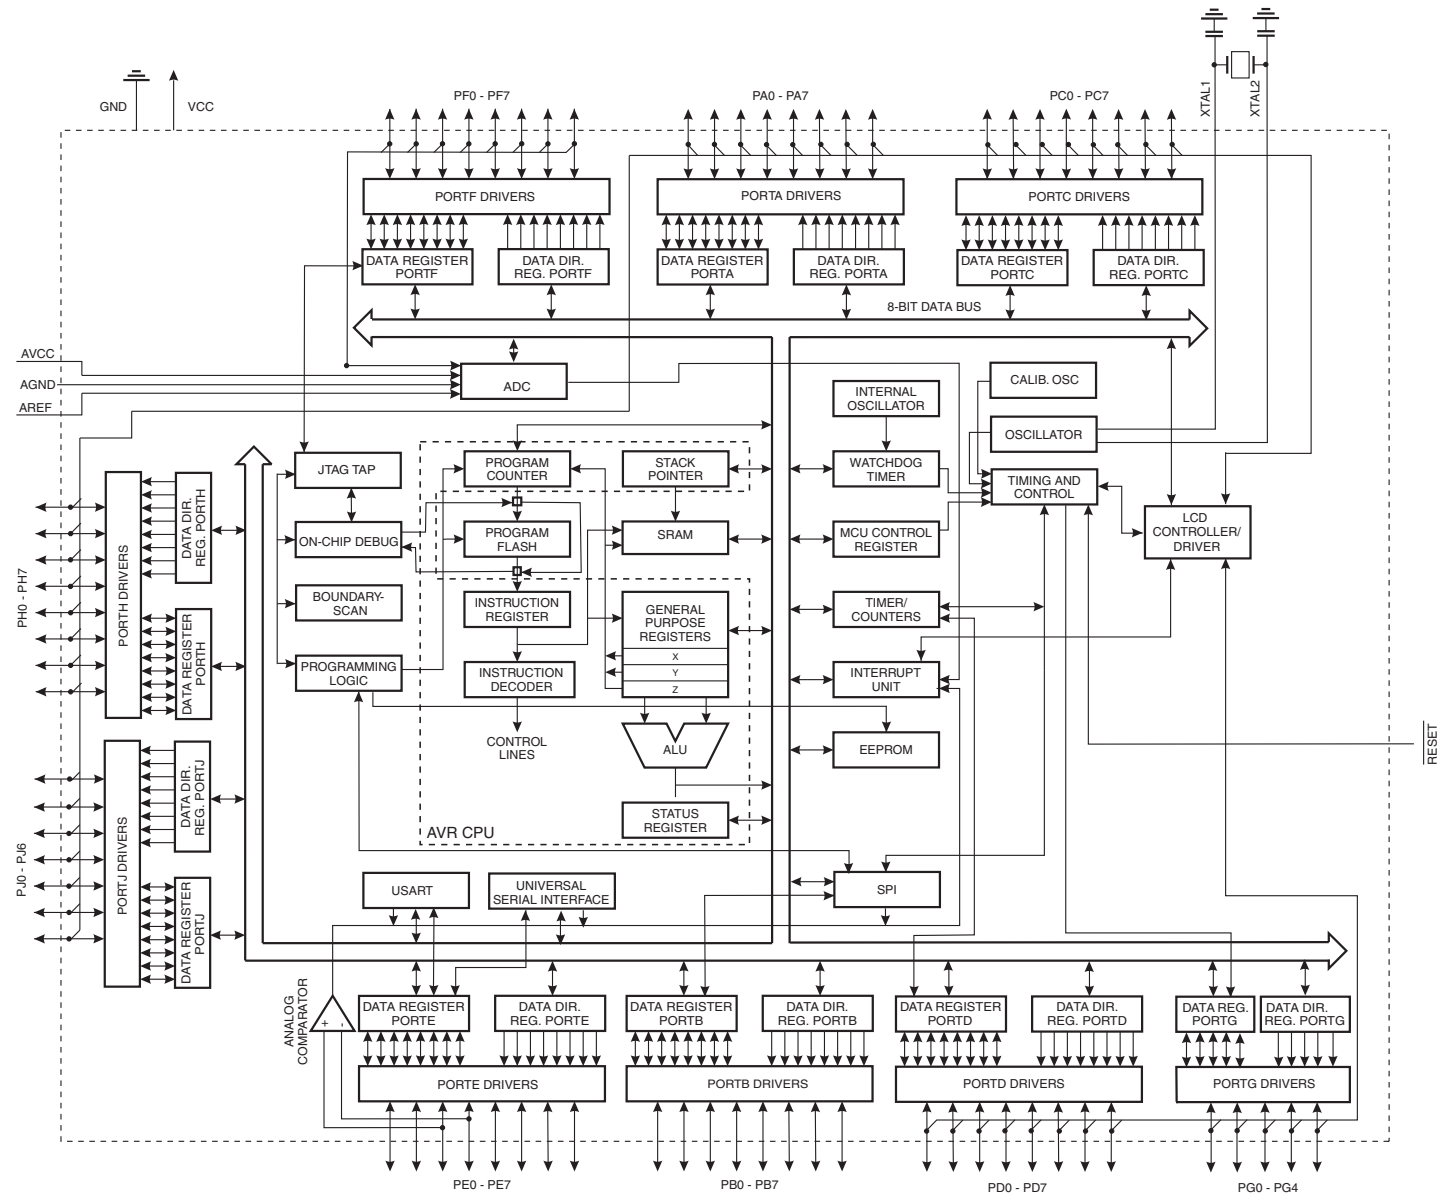 GND
VCC
PF0 - PF7
PA0 - PA7
PC0 - PC7
XTAL1
XTAL2
PORTF DRIVERS
PORTA DRIVERS
PORTC DRIVERS
DATA REGISTER
PORTF
DATA DIR.
REG. PORTF
DATA REGISTER
PORTA
DATA DIR.
REG. PORTA
DATA REGISTER
PORTC
DATA DIR.
REG. PORTC
8-BIT DATA BUS
AVCC
AGND
AREF
ADC
INTERNAL
OSCILLATOR
CALIB. OSC
OSCILLATOR
JTAG TAP
PROGRAM
COUNTER
STACK
POINTER
WATCHDOG
TIMER
TIMING AND
CONTROL
ON-CHIP DEBUG
PROGRAM
FLASH
SRAM
MCU CONTROL
REGISTER
LCD
CONTROLLER/
DRIVER
BOUNDARY-
SCAN
INSTRUCTION
REGISTER
GENERAL
PURPOSE
REGISTERS
X
Y
Z
TIMER/
COUNTERS
PROGRAMMING
LOGIC
INSTRUCTION
DECODER
INTERRUPT
UNIT
CONTROL
LINES
ALU
EEPROM
RESET
STATUS
REGISTER
AVR CPU
PH0 - PH7
PORTH DRIVERS
DATA DIR.
REG. PORTH
DATA REGISTER
PORTH
PJ0 - PJ6
PORTJ DRIVERS
DATA DIR.
REG. PORTJ
DATA REGISTER
PORTJ
USART
UNIVERSAL
SERIAL INTERFACE
SPI
ANALOG
COMPARATOR
+
-
DATA REGISTER
PORTE
DATA DIR.
REG. PORTE
DATA REGISTER
PORTB
DATA DIR.
REG. PORTB
DATA REGISTER
PORTD
DATA DIR.
REG. PORTD
DATA REG.
PORTG
DATA DIR.
REG. PORTG
PORTE DRIVERS
PORTB DRIVERS
PORTD DRIVERS
PORTG DRIVERS
PE0 - PE7
PB0 - PB7
PD0 - PD7
PG0 - PG4